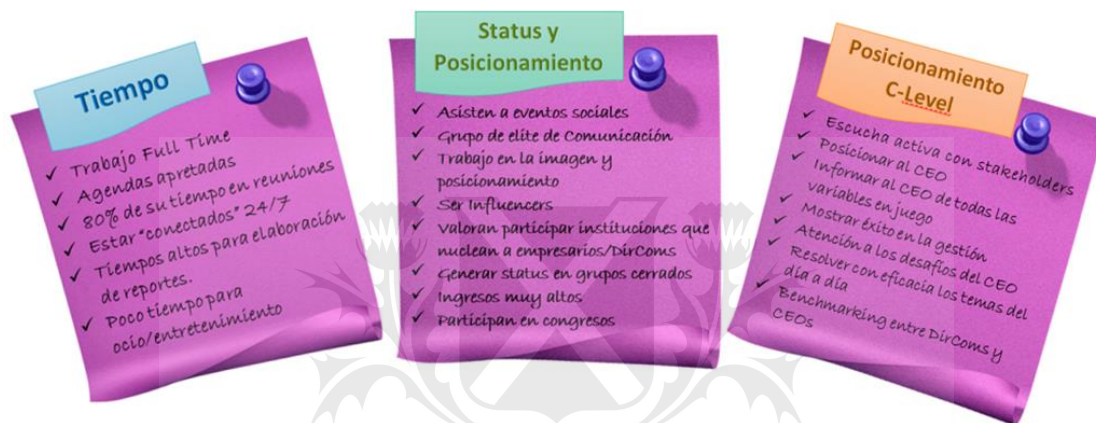 Tiempo
✓ Trabajo Full Time
✓ Agendas apretadas
✓ 80% de su tiempo en reuniones
✓ Estar "conectados" 24/7
✓ Tiempos altos para elaboración
de reportes.
✓ Poco tiempo para
ocio/entretenimiento
Status y
Posicionamiento
✓ Asisten a eventos sociales
✓ Grupo de elite de Comunicación
✓ Trabajo en la imagen y
posicionamiento
✓ Ser Influencers
✓ Valoran participar instituciones que
nuclean a empresarios/DirComs
✓ Generar status en grupos cerrados
✓ Ingresos muy altos
✓ Participan en congresos
Posicionamiento
C-Level
✓ Escucha activa con stakeholders
✓ Posicionar al CEO
✓ Informar al CEO de todas las
variables en juego
✓ Mostrar éxito en la gestión
✓ Atención a los desafíos del CEO
✓ Resolver con eficacia los temas del
día a día
✓ Benchmarking entre DirComs y
CEOs